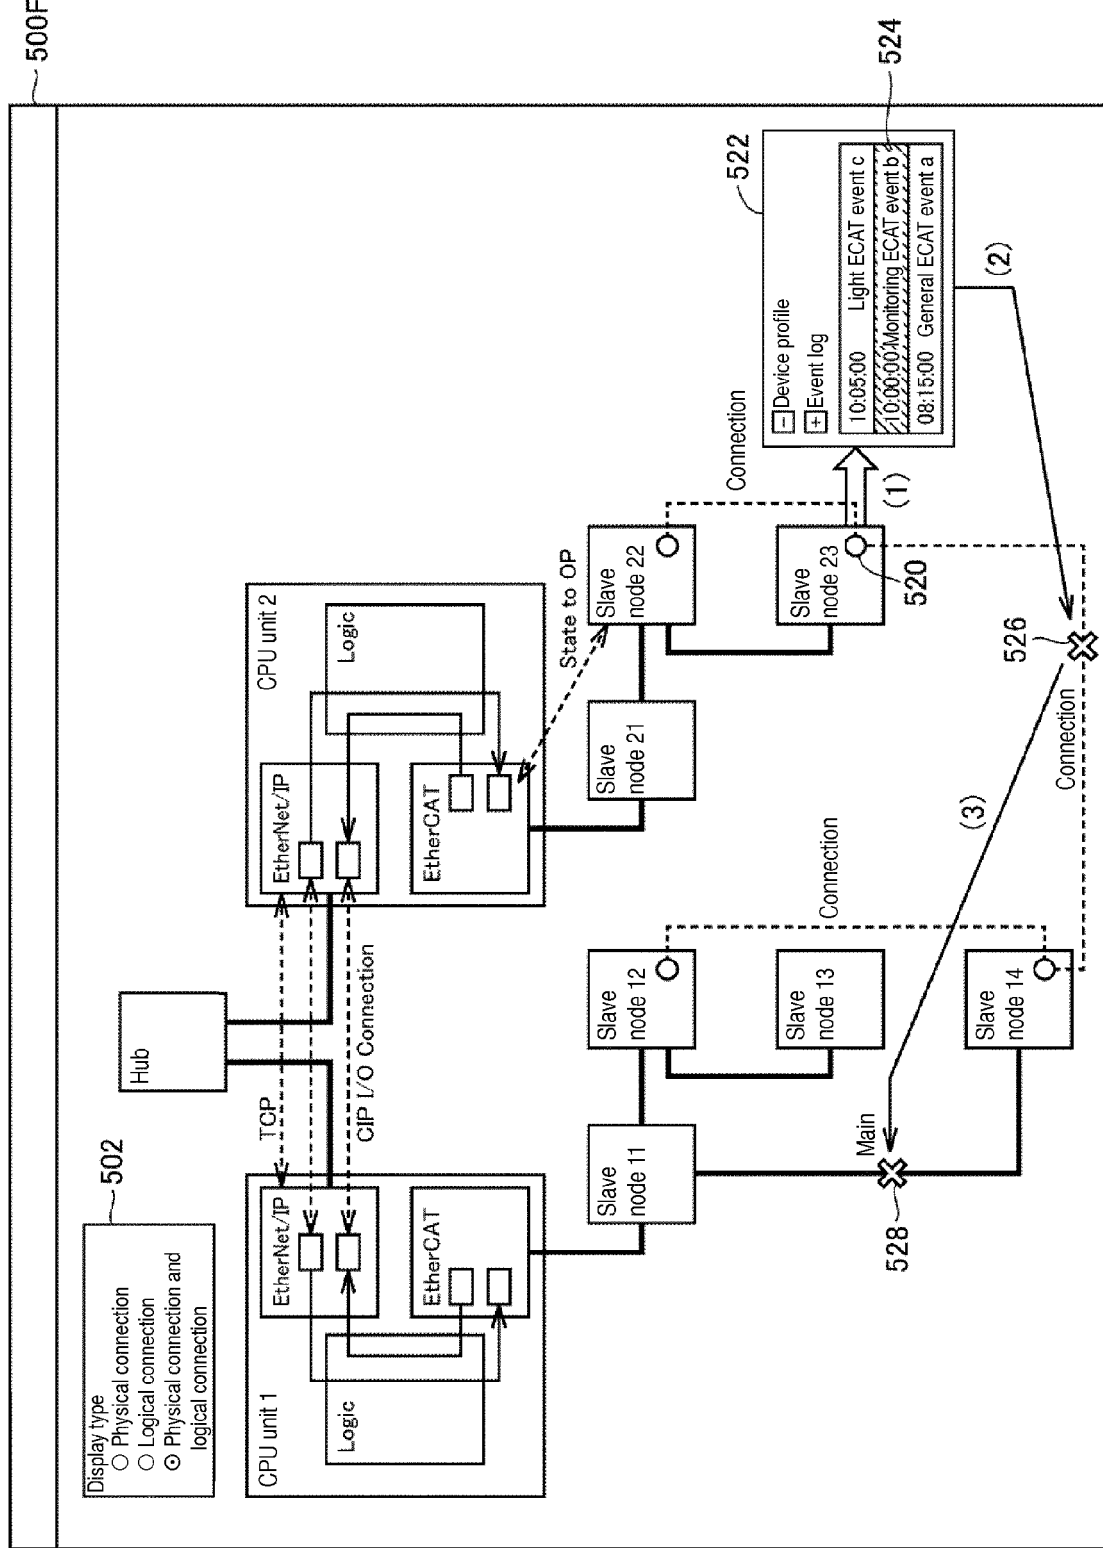 500F
502
Display type
Physical connection
Logical connection
Physical connection and
logical connection
Hub
TCP
CIP I/O Connection
CPU unit 1
EtherNet/IP
EtherCAT
Logic
CPU unit 2
EtherNet/IP
EtherCAT
Logic
State to OP
Slave
node 11
Slave
node 12
Slave
node 13
Slave
node 14
Slave
node 21
Slave
node 22
Slave
node 23
Connection
Connection
Connection
Main
520
522
- Device profile
+ Event log
10:05:00 Light ECAT event c
10:00:00 Monitoring ECAT event b
08:15:00 General ECAT event a
524
526
528
(1)
(2)
(3)